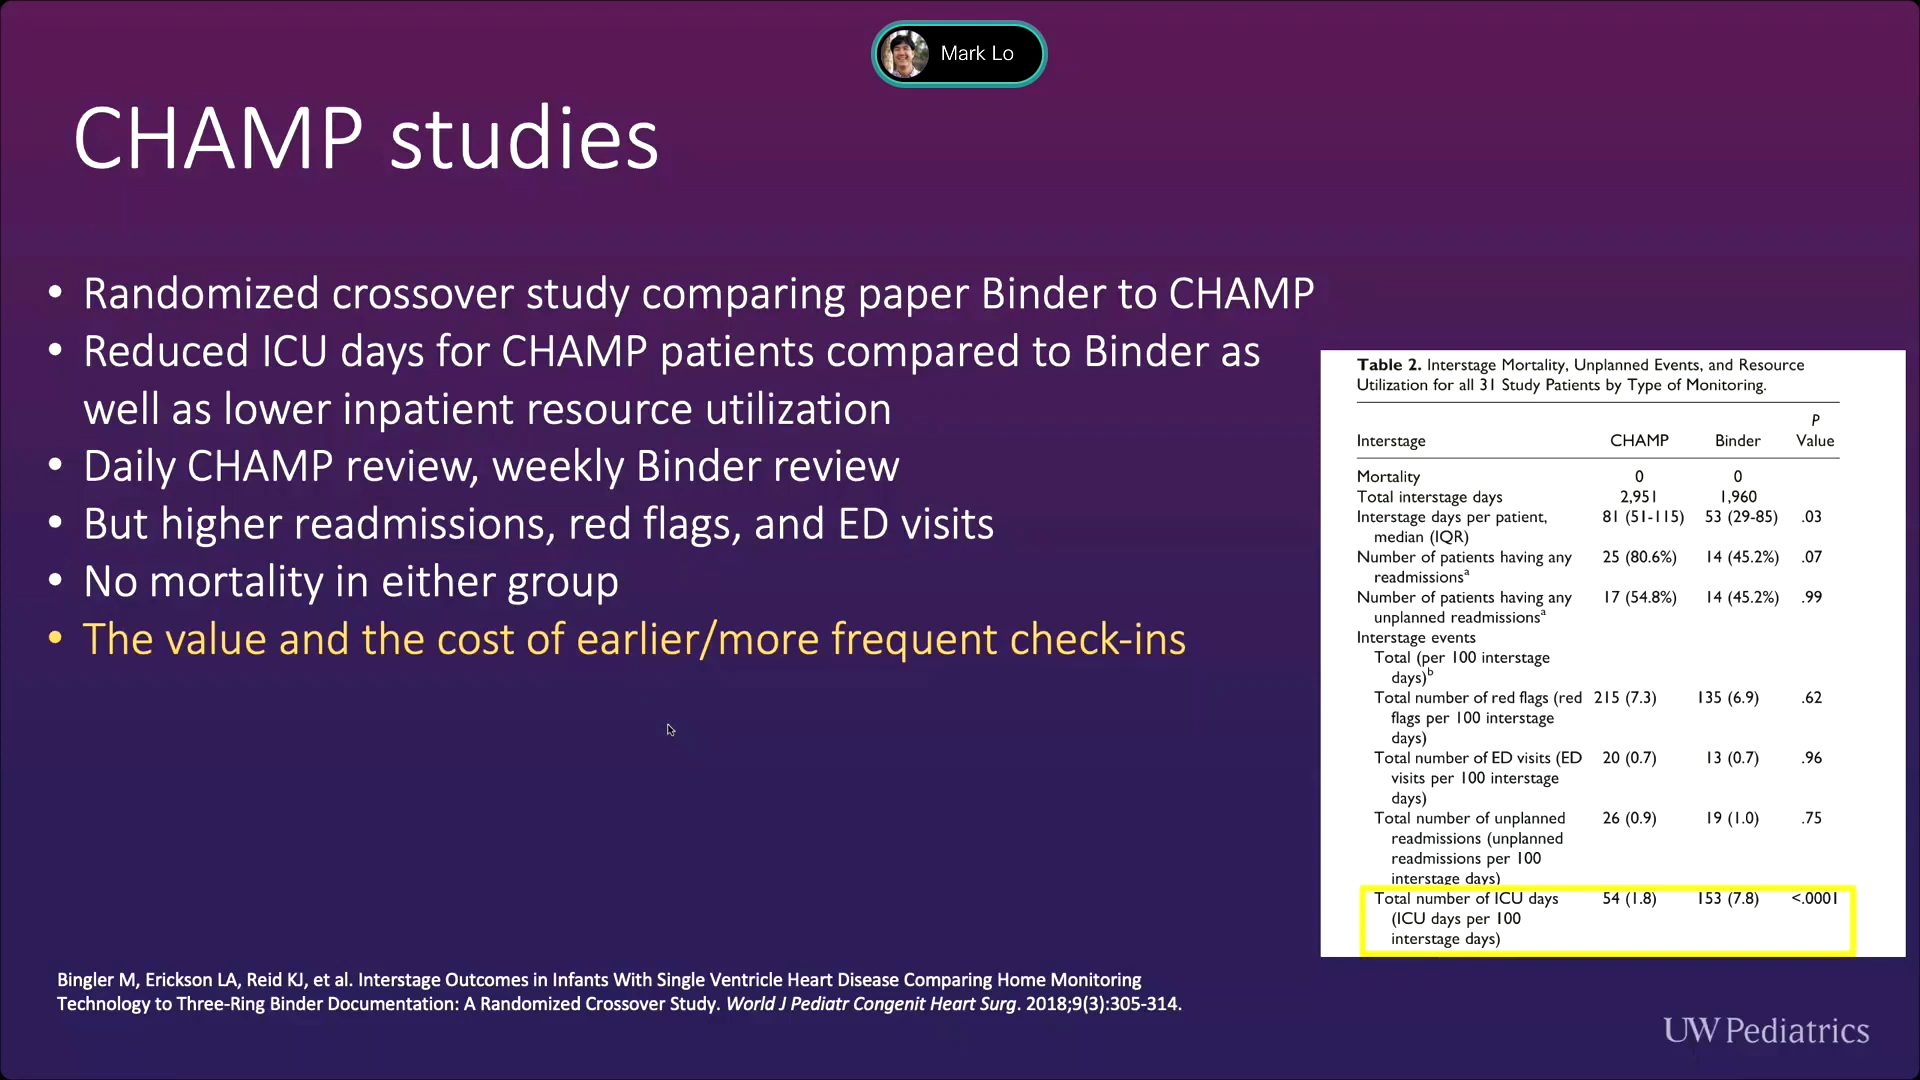 Mark Lo
CHAMP studies
• Randomized crossover study comparing paper Binder to CHAMP
• Reduced ICU days for CHAMP patients compared to Binder as
well as lower inpatient resource utilization
• Daily CHAMP review, weekly Binder review
• But higher readmissions, red flags, and ED visits
• No mortality in either group
• The value and the cost of earlier/more frequent check-ins
Table 2. Interstage Mortality, Unplanned Events, and Resource
Utilization for all 31 Study Patients by Type of Monitoring.
P
Interstage CHAMP Binder Value
Mortality 0 0
Total interstage days 2,951 1,960
Interstage days per patient, 81 (51-115) 53 (29-85) .03
median (IQR)
Number of patients having any 25 (80.6%) 14 (45.2%) .07
readmissionsᵃ
Number of patients having any 17 (54.8%) 14 (45.2%) .99
unplanned readmissionsᵃ
Interstage events
Total (per 100 interstage
days)ᵇ
Total number of red flags (red 215 (7.3) 135 (6.9) .62
flags per 100 interstage
days)
Total number of ED visits (ED 20 (0.7) 13 (0.7) .96
visits per 100 interstage
days)
Total number of unplanned 26 (0.9) 19 (1.0) .75
readmissions (unplanned
readmissions per 100
interstage days)
Total number of ICU days 54 (1.8) 153 (7.8) <.0001
(ICU days per 100
interstage days)
Bingler M, Erickson LA, Reid KJ, et al. Interstage Outcomes in Infants With Single Ventricle Heart Disease Comparing Home Monitoring
Technology to Three-Ring Binder Documentation: A Randomized Crossover Study. World J Pediatr Congenit Heart Surg. 2018;9(3):305-314.
UW Pediatrics